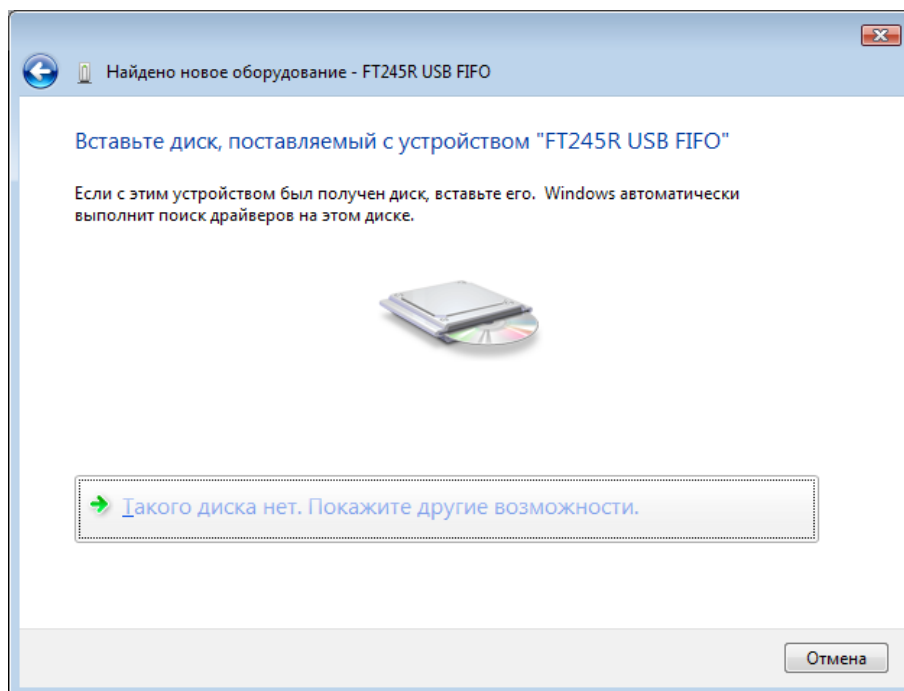 Найдено новое оборудование - FT245R USB FIFO
Вставьте диск, поставляемый с устройством "FT245R USB FIFO"
Если с этим устройством был получен диск, вставьте его. Windows автоматически
выполнит поиск драйверов на этом диске.
Такого диска нет. Покажите другие возможности.
Отмена